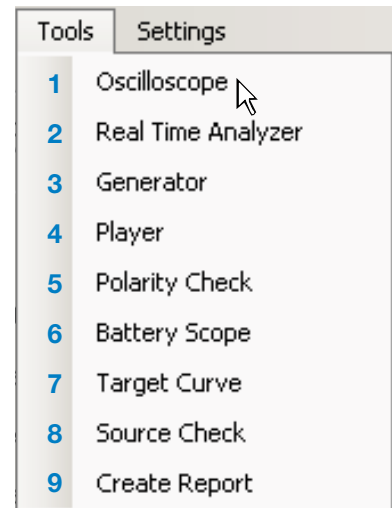 Tools Settings
1 Oscilloscope
2 Real Time Analyzer
3 Generator
4 Player
5 Polarity Check
6 Battery Scope
7 Target Curve
8 Source Check
9 Create Report